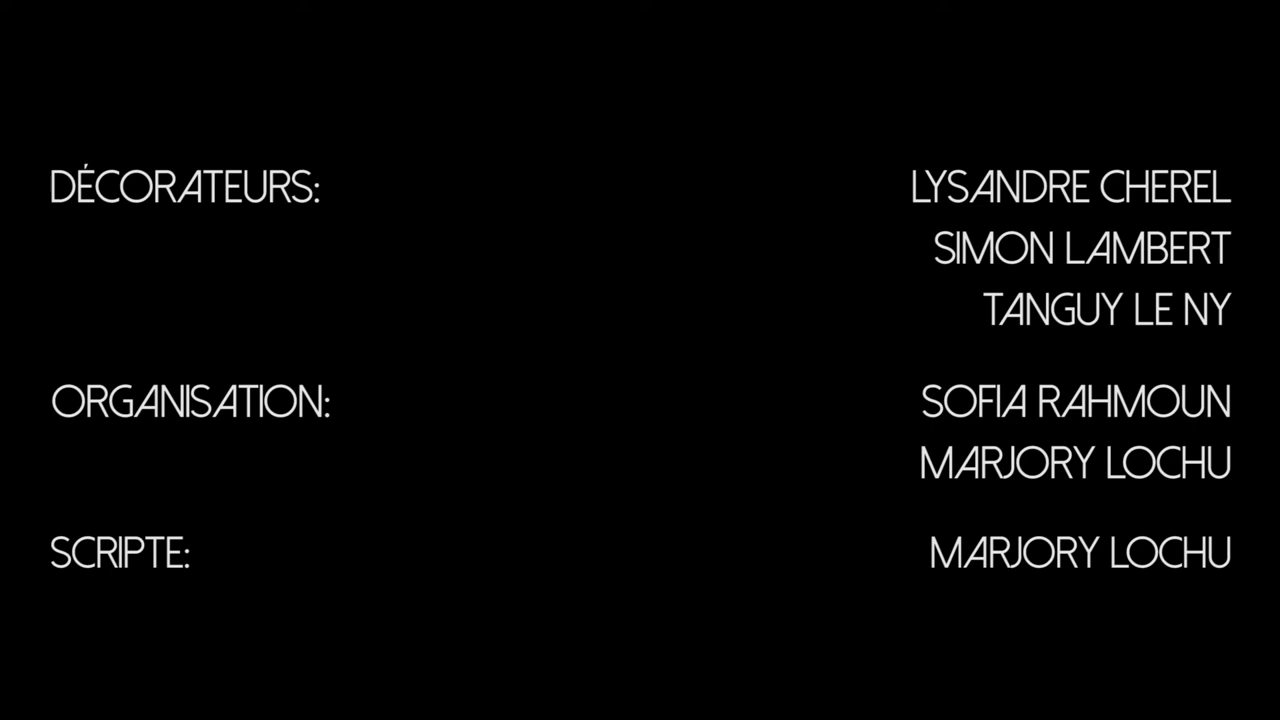 DÉCORATEURS: LYSANDRE CHEREL
SIMON LAMBERT
TANGUY LE NY
ORGANISATION: SOFIA RAHMOUN
MARJORY LOCHU
SCRIPTE: MARJORY LOCHU